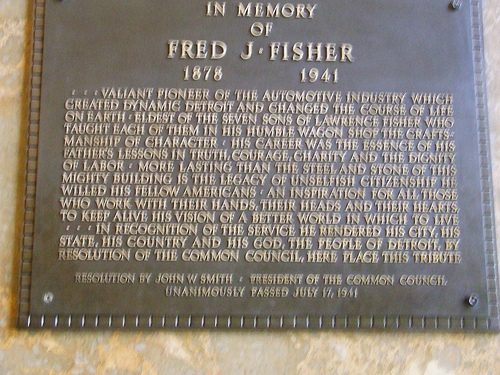 IN MEMORY
OF
FRED J · FISHER
1878 1941
· · · VALIANT PIONEER OF THE AUTOMOTIVE INDUSTRY WHICH
CREATED DYNAMIC DETROIT AND CHANGED THE COURSE OF LIFE
ON EARTH · ELDEST OF THE SEVEN SONS OF LAWRENCE FISHER WHO
TAUGHT EACH OF THEM IN HIS HUMBLE WAGON SHOP THE CRAFTS-
MANSHIP OF CHARACTER · HIS CAREER WAS THE ESSENCE OF HIS
FATHER'S LESSONS IN TRUTH, COURAGE, CHARITY AND THE DIGNITY
OF LABOR · MORE LASTING THAN THE STEEL AND STONE OF THIS
MIGHTY BUILDING IS THE LEGACY OF UNSELFISH CITIZENSHIP HE
WILLED HIS FELLOW AMERICANS · AN INSPIRATION FOR ALL THOSE
WHO WORK WITH THEIR HANDS, THEIR HEADS AND THEIR HEARTS
TO KEEP ALIVE HIS VISION OF A BETTER WORLD IN WHICH TO LIVE
· · · IN RECOGNITION OF THE SERVICE HE RENDERED HIS CITY, HIS
STATE, HIS COUNTRY AND HIS GOD, THE PEOPLE OF DETROIT, BY
RESOLUTION OF THE COMMON COUNCIL, HERE PLACE THIS TRIBUTE
RESOLUTION BY JOHN W. SMITH · PRESIDENT OF THE COMMON COUNCIL
UNANIMOUSLY PASSED JULY 17, 1941